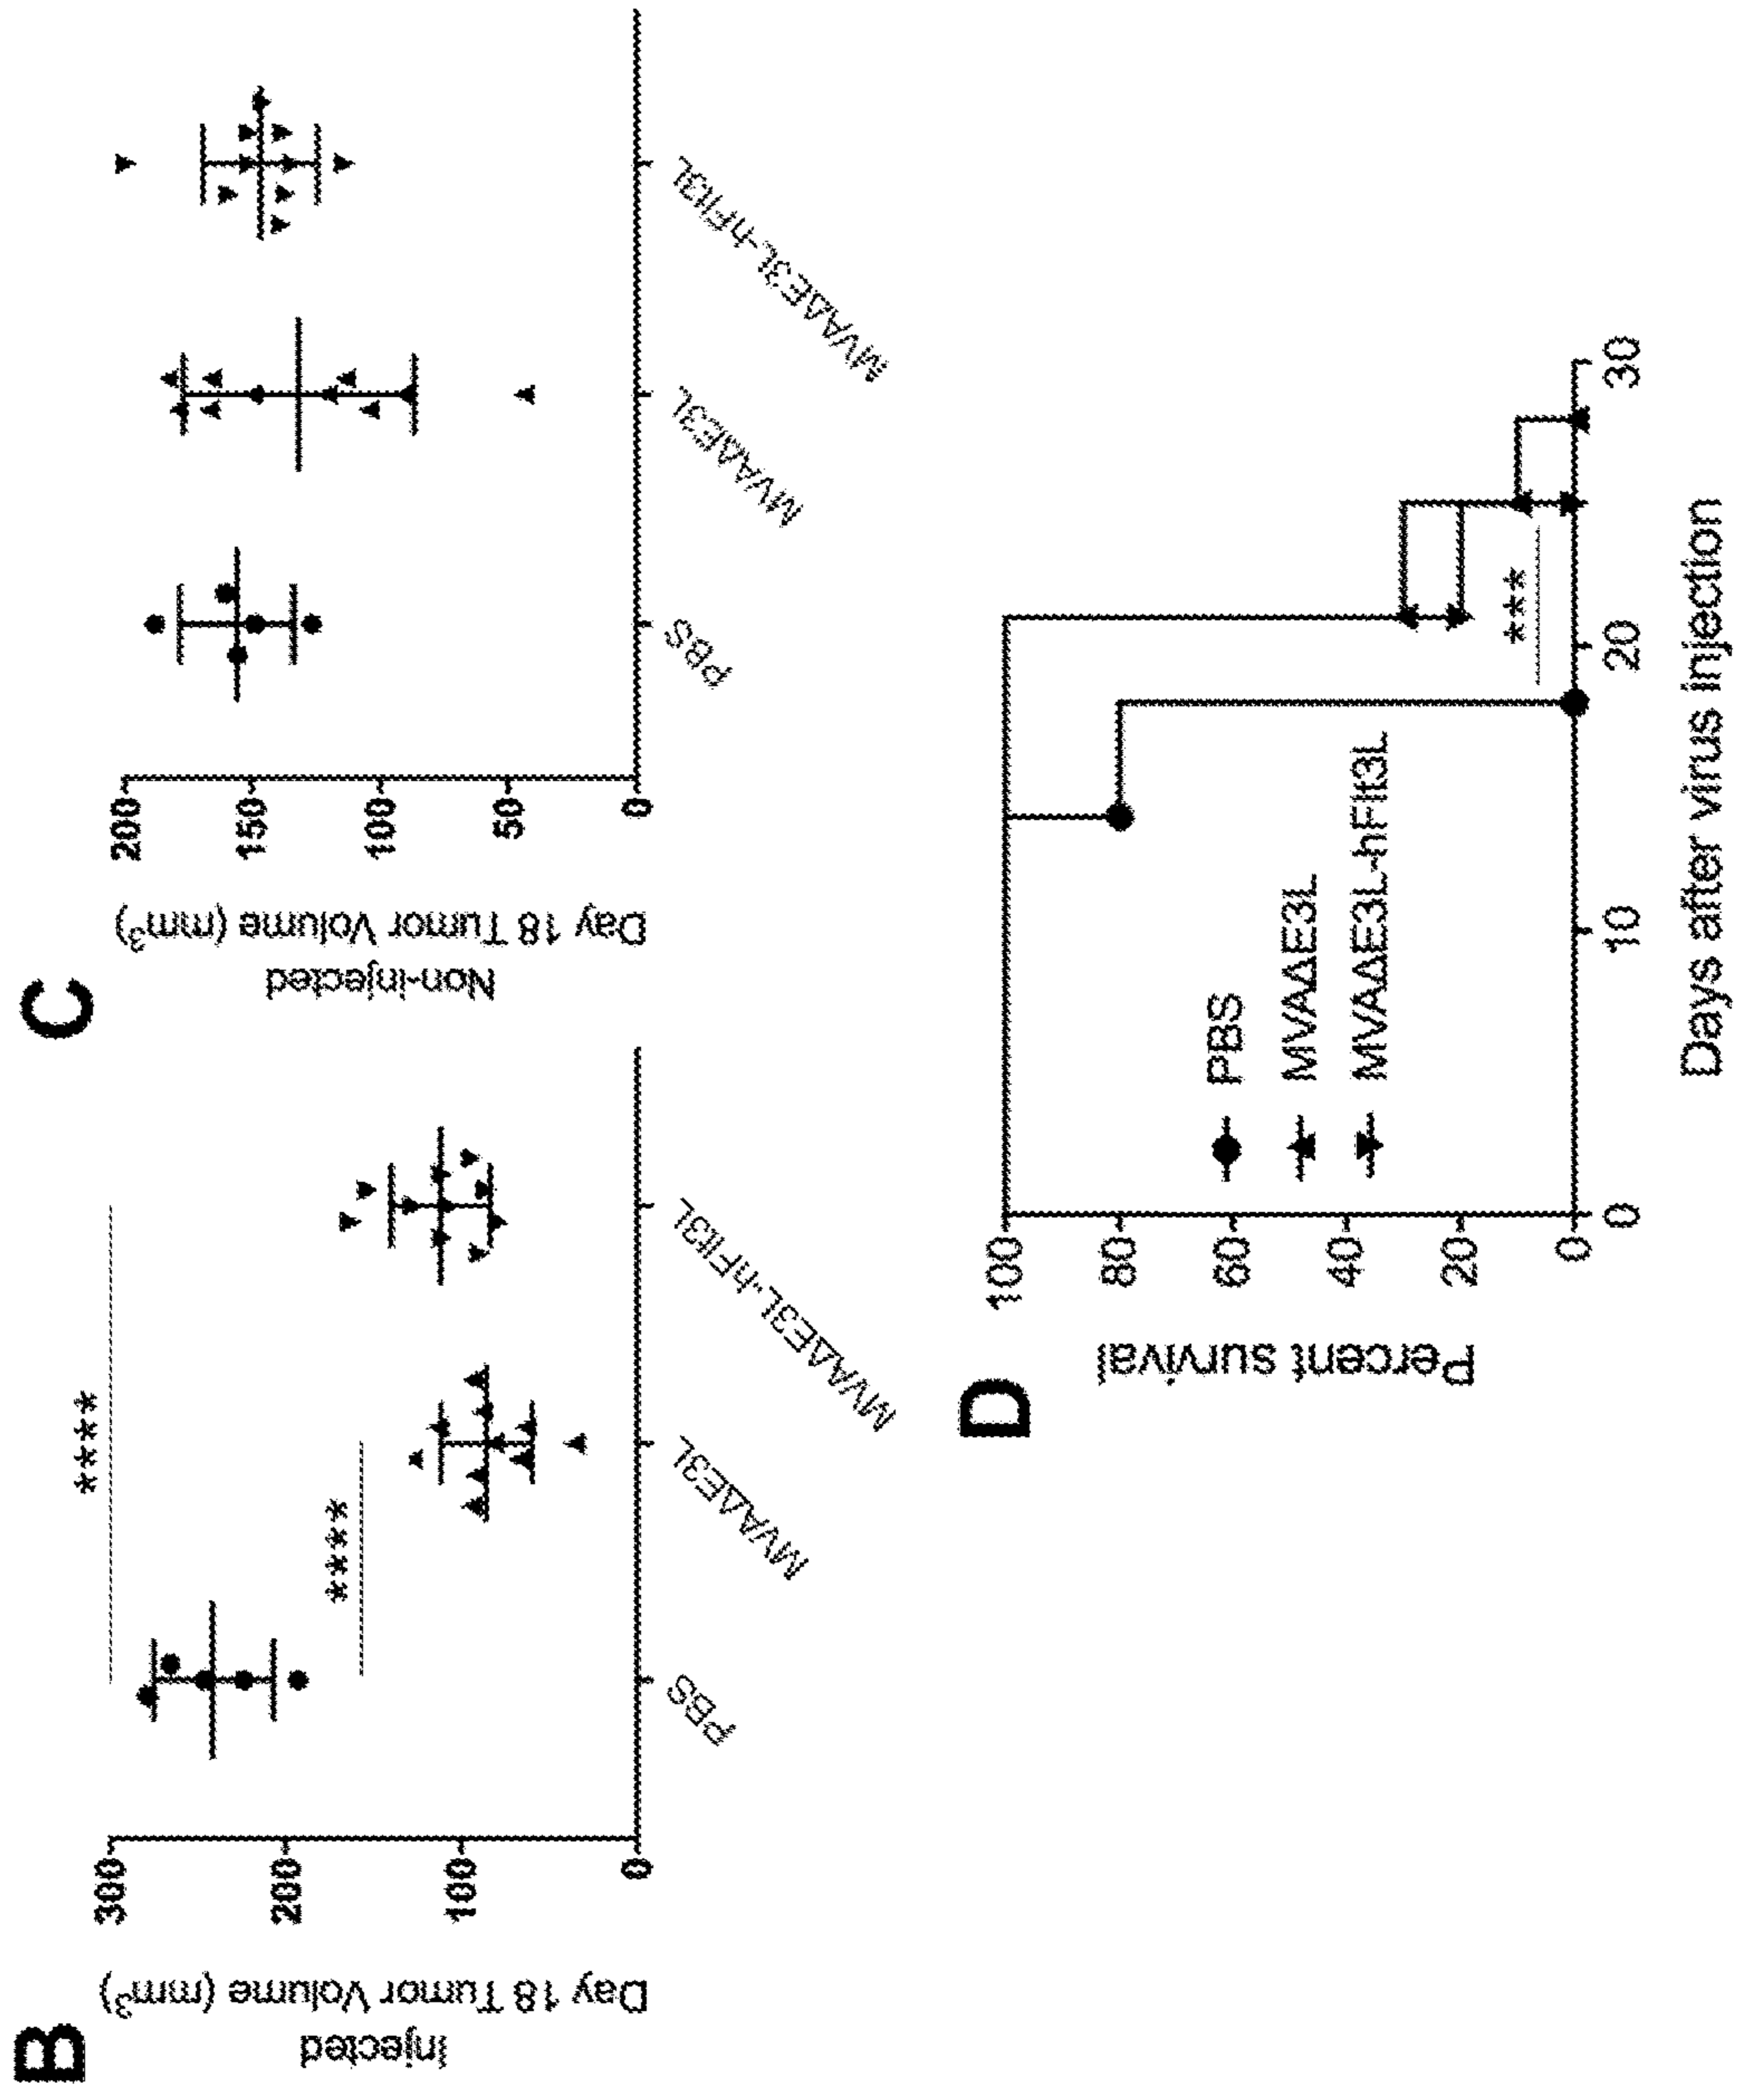 B
Injected
Day 18 Tumor Volume (mm³)
300
200
100
0
****
****
PBS
MVAΔE3L
MVAΔE3L-hFlt3L
C
Non-injected
Day 18 Tumor Volume (mm³)
200
150
100
50
0
PBS
MVAΔE3L
MVAΔE3L-hFlt3L
D
Percent survival
100
80
60
40
20
0
PBS
MVAΔE3L
MVAΔE3L-hFlt3L
***
0
10
20
30
Days after virus injection